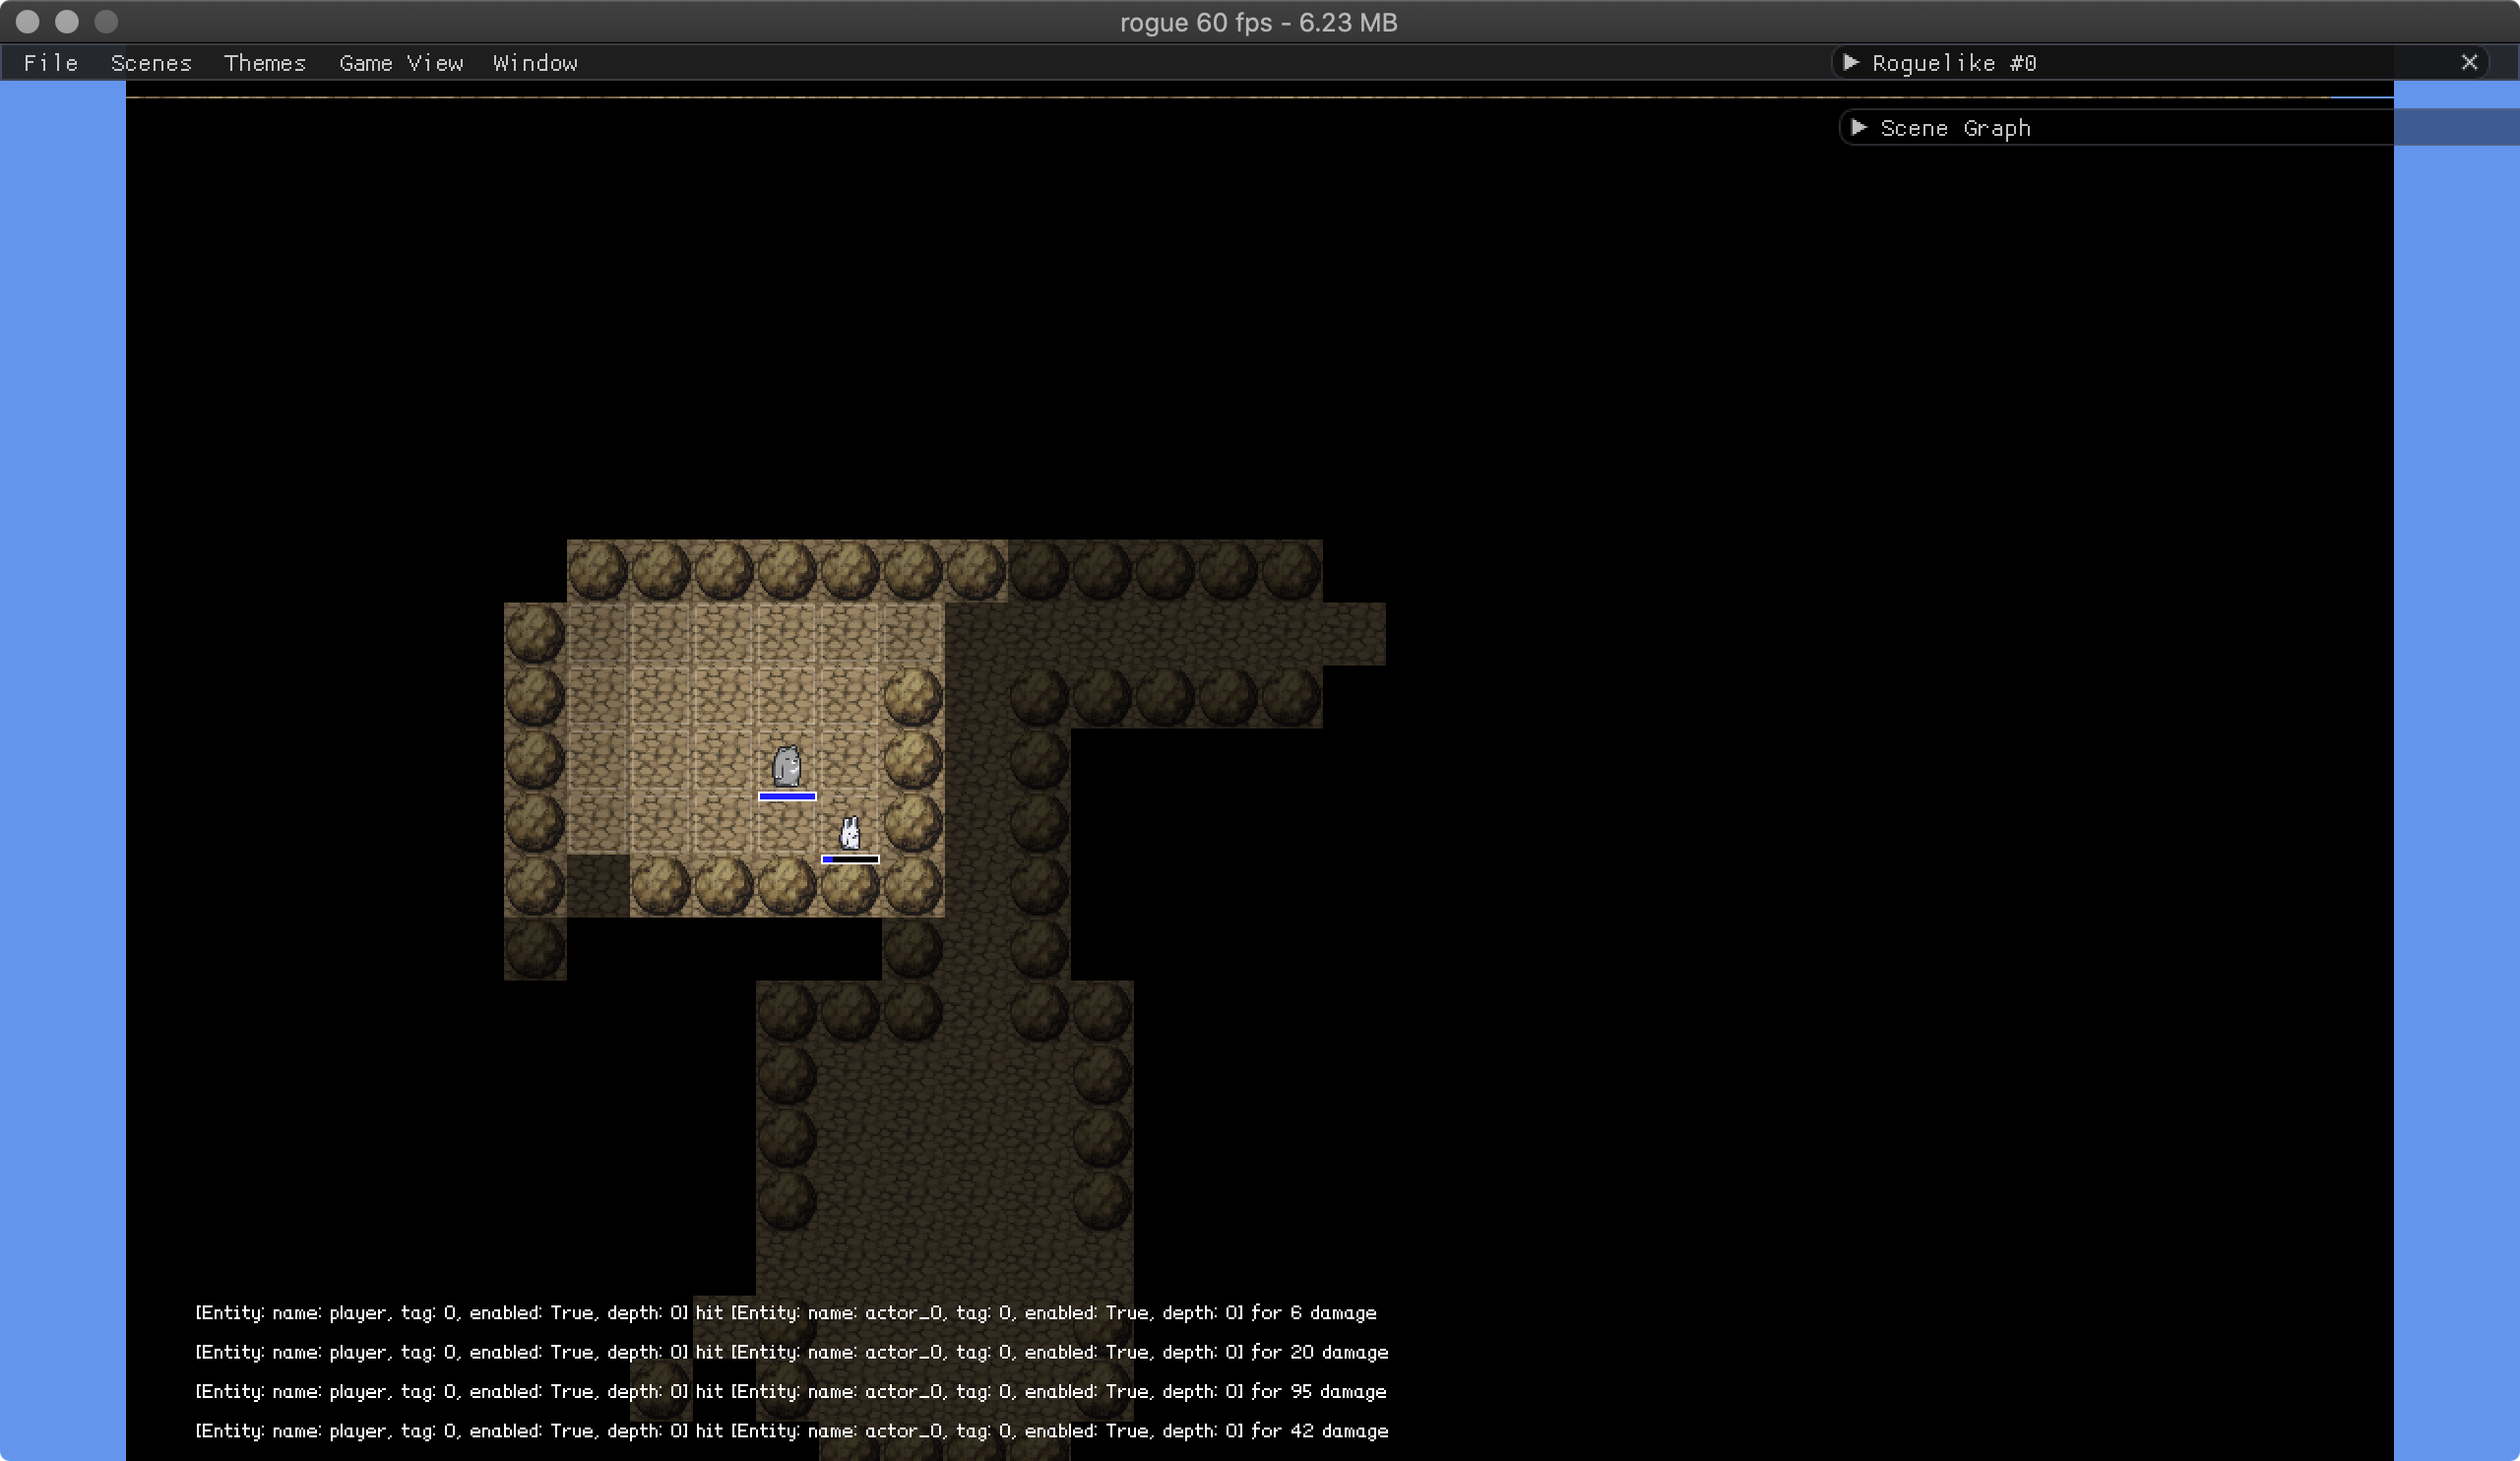 rogue 60 fps - 6.23 MB
File Scenes Themes Game View Window
Roguelike #0
Scene Graph
[Entity: name: player, tag: 0, enabled: True, depth: 0] hit [Entity: name: actor_0, tag: 0, enabled: True, depth: 0] for 6 damage
[Entity: name: player, tag: 0, enabled: True, depth: 0] hit [Entity: name: actor_0, tag: 0, enabled: True, depth: 0] for 20 damage
[Entity: name: player, tag: 0, enabled: True, depth: 0] hit [Entity: name: actor_0, tag: 0, enabled: True, depth: 0] for 95 damage
[Entity: name: player, tag: 0, enabled: True, depth: 0] hit [Entity: name: actor_0, tag: 0, enabled: True, depth: 0] for 42 damage